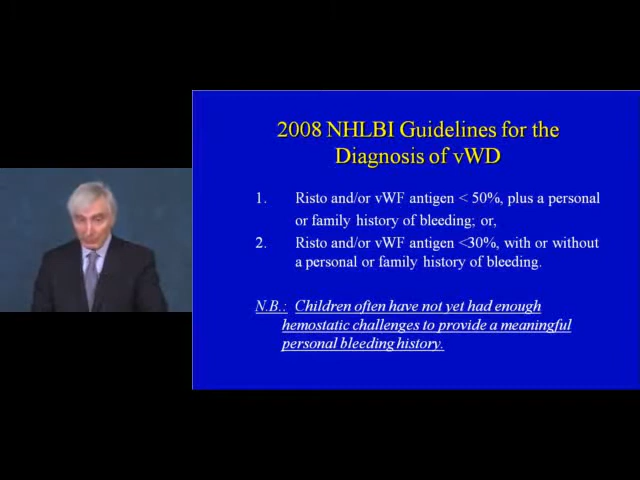 2008 NHLBI Guidelines for the
Diagnosis of vWD
1. Risto and/or vWF antigen < 50%, plus a personal
or family history of bleeding; or,
2. Risto and/or vWF antigen <30%, with or without
a personal or family history of bleeding.
N.B.: Children often have not yet had enough
hemostatic challenges to provide a meaningful
personal bleeding history.